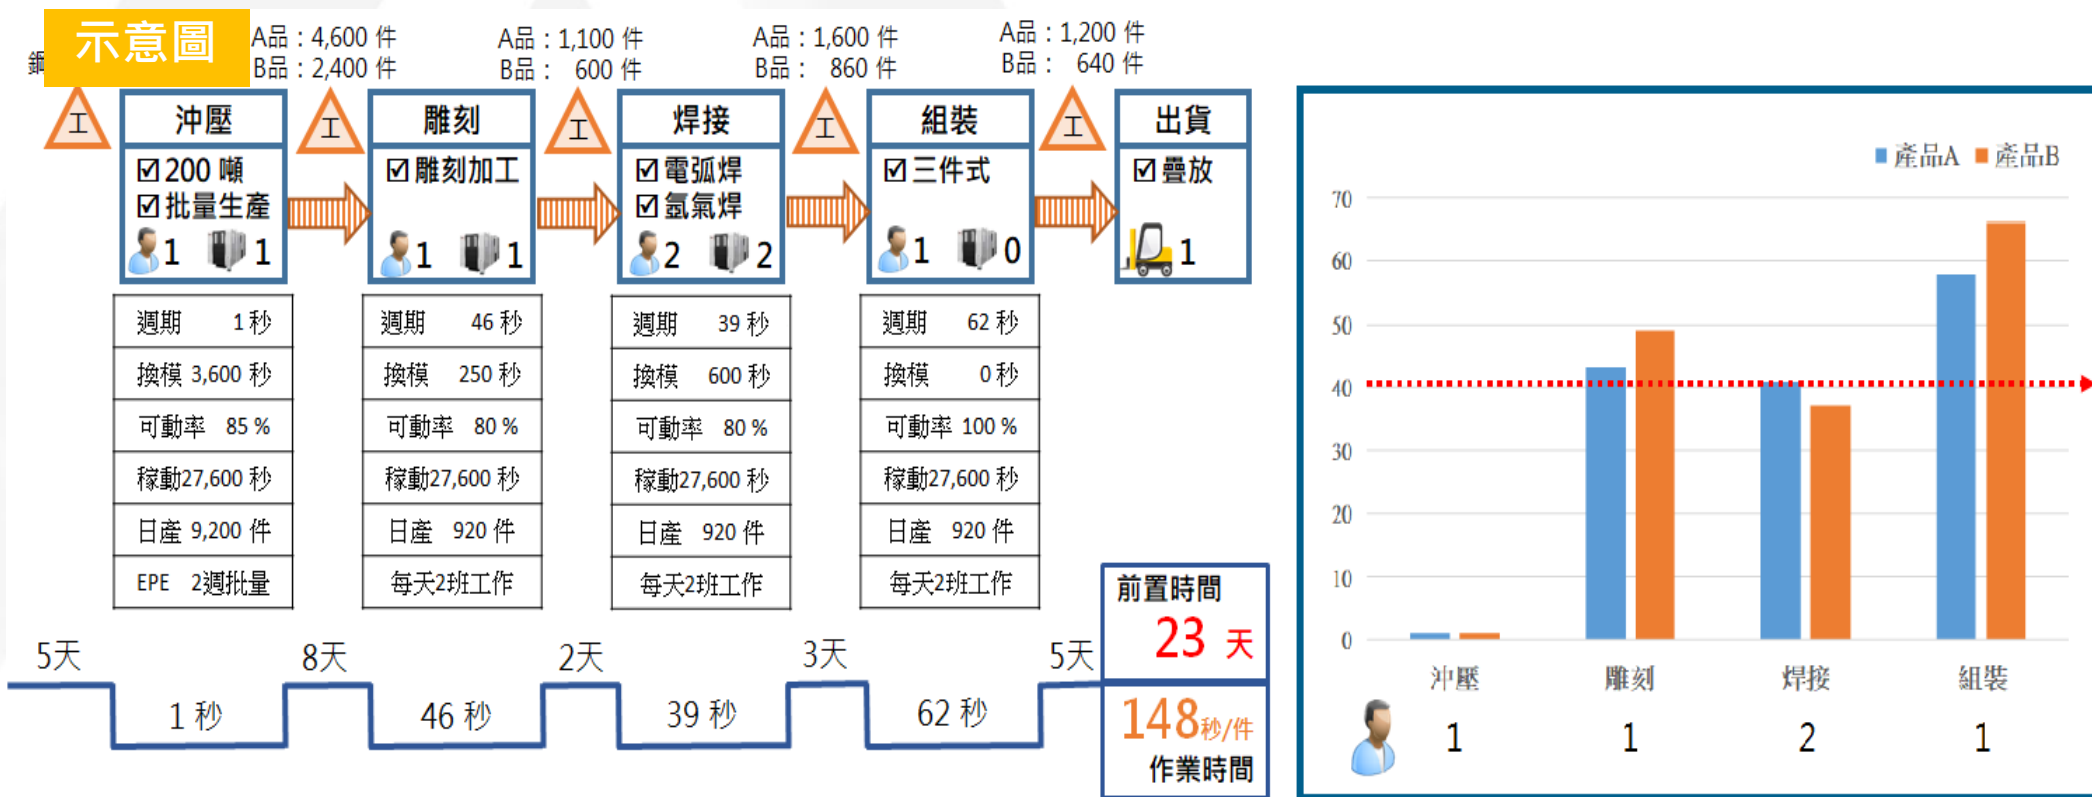 示意圖
鋼
A品：4,600 件
B品：2,400 件
A品：1,100 件
B品： 600 件
A品：1,600 件
B品： 860 件
A品：1,200 件
B品： 640 件
工
沖壓
☑200 噸
☑批量生產
1 1
工
雕刻
☑雕刻加工
1 1
工
焊接
☑電弧焊
☑氬氣焊
2 2
工
組裝
☑三件式
1 0
工
出貨
☑疊放
1
週期 1 秒
換模 3,600 秒
可動率 85 %
稼動27,600 秒
日產 9,200 件
EPE 2週批量
週期 46 秒
換模 250 秒
可動率 80 %
稼動27,600 秒
日產 920 件
每天2班工作
週期 39 秒
換模 600 秒
可動率 80 %
稼動27,600 秒
日產 920 件
每天2班工作
週期 62 秒
換模 0 秒
可動率 100 %
稼動27,600 秒
日產 920 件
每天2班工作
5天
8天
2天
3天
5天
1 秒
46 秒
39 秒
62 秒
前置時間
23 天
148秒/件
作業時間
產品A 產品B
70
60
50
40
30
20
10
0
沖壓 雕刻 焊接 組裝
1 1 2 1